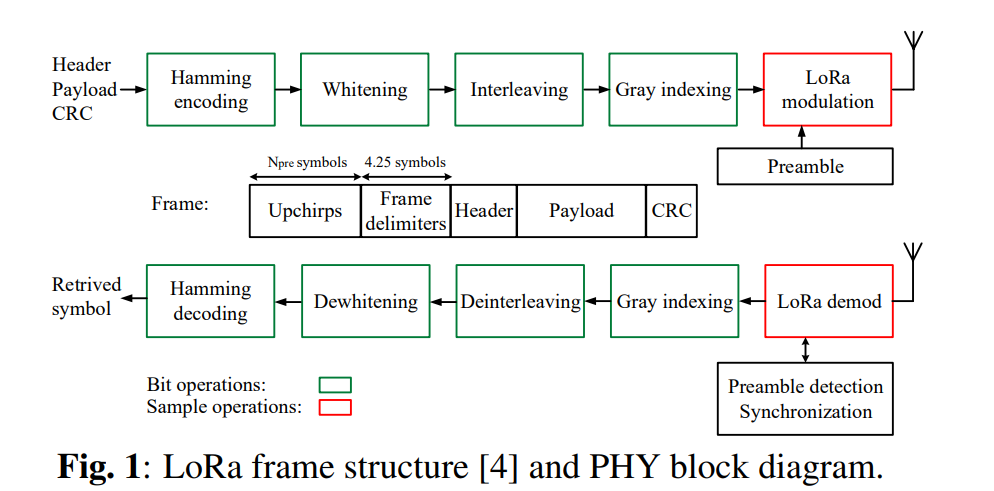 Header
Payload
CRC
Hamming
encoding
Whitening
Interleaving
Gray indexing
LoRa
modulation
Preamble
Npre symbols
4.25 symbols
Frame:
Upchirps
Frame
delimiters
Header
Payload
CRC
Retrived
symbol
Hamming
decoding
Dewhitening
Deinterleaving
Gray indexing
LoRa demod
Preamble detection
Synchronization
Bit operations:
Sample operations:
Fig. 1: LoRa frame structure [4] and PHY block diagram.